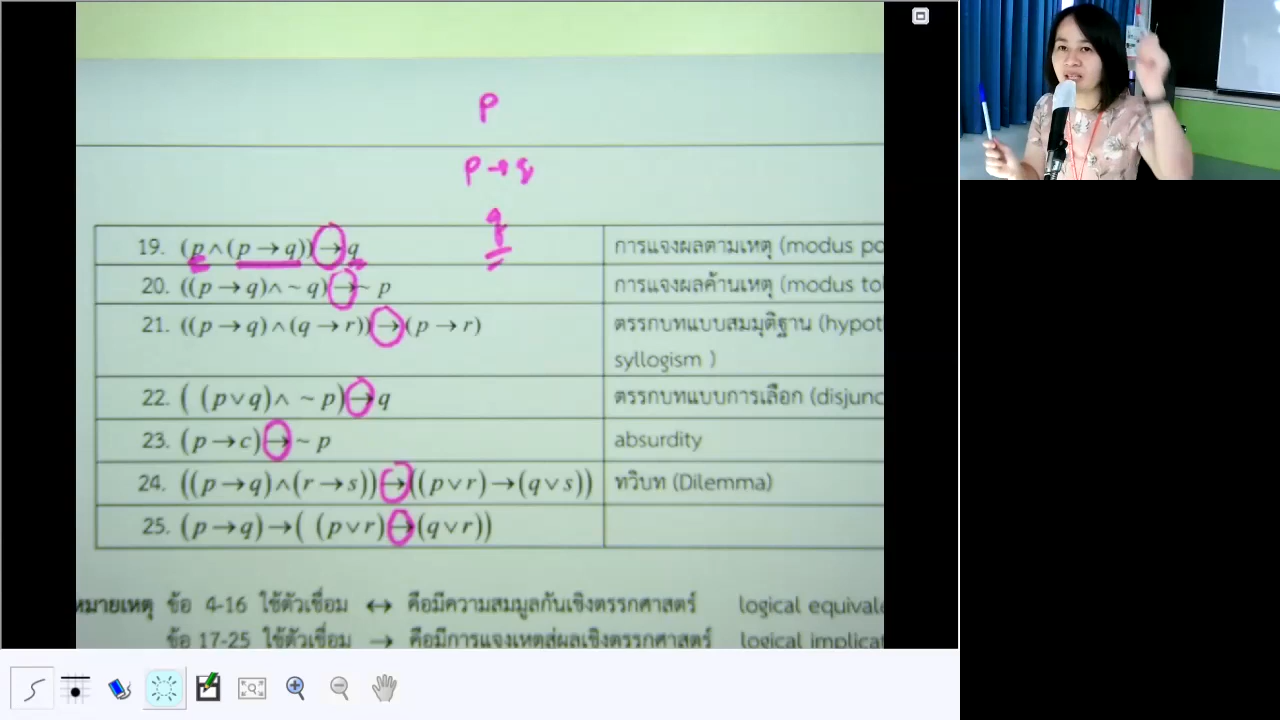 p
p → q
q
19. (p ∧ (p → q)) → q การแจงผลตามเหตุ (modus po
20. ((p → q) ∧ ~ q) → ~ p การแจงผลค้านเหตุ (modus tol
21. ((p → q) ∧ (q → r)) → (p → r) ตรรกบทแบบสมมุติฐาน (hypoth
syllogism )
22. ( (p ∨ q) ∧ ~ p) → q ตรรกบทแบบการเลือก (disjunc
23. (p → c) → ~ p absurdity
24. ((p → q) ∧ (r → s)) → ((p ∨ r) → (q ∨ s)) ทวิบท (Dilemma)
25. (p → q) → ( (p ∨ r) → (q ∨ r))
หมายเหตุ ข้อ 4-16 ใช้ตัวเชื่อม ↔ คือมีความสมมูลกันเชิงตรรกศาสตร์ logical equivale
ข้อ 17-25 ใช้ตัวเชื่อม → คือมีการแจงเหตุสู่ผลเชิงตรรกศาสตร์ logical implicat